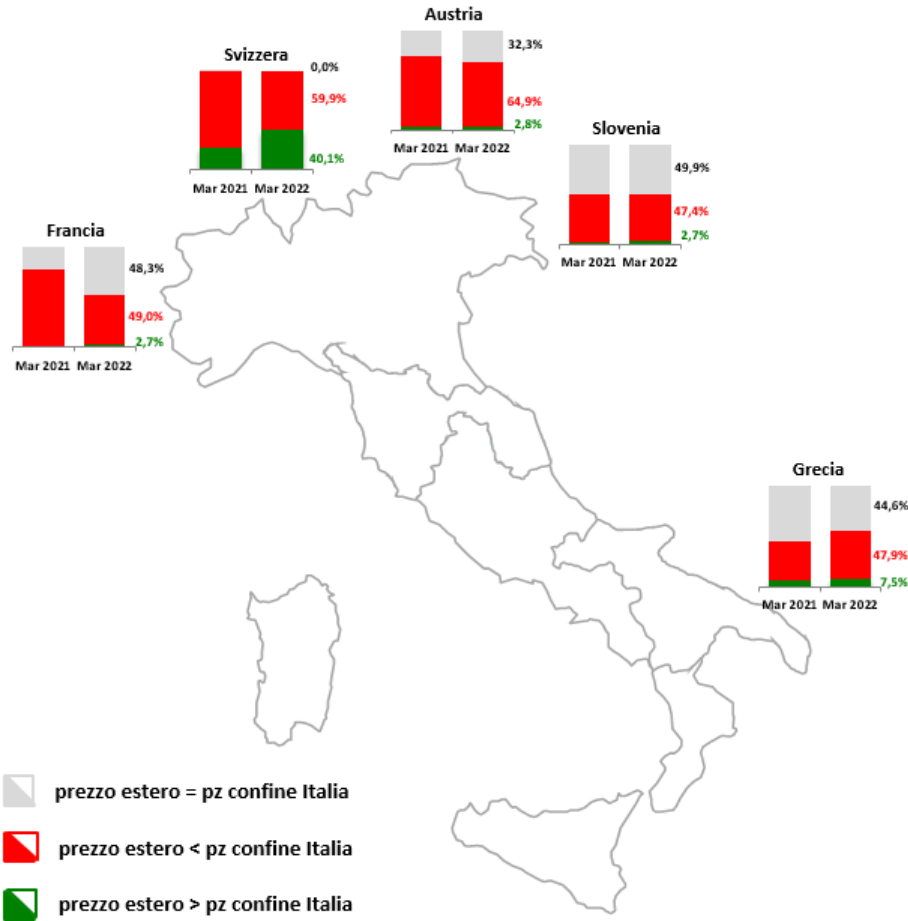 Austria
32,3%
64,9%
2,8%
Mar 2021 Mar 2022
Svizzera
0,0%
59,9%
40,1%
Mar 2021 Mar 2022
Slovenia
49,9%
47,4%
2,7%
Mar 2021 Mar 2022
Francia
48,3%
49,0%
2,7%
Mar 2021 Mar 2022
Grecia
44,6%
47,9%
7,5%
Mar 2021 Mar 2022
prezzo estero = pz confine Italia
prezzo estero < pz confine Italia
prezzo estero > pz confine Italia